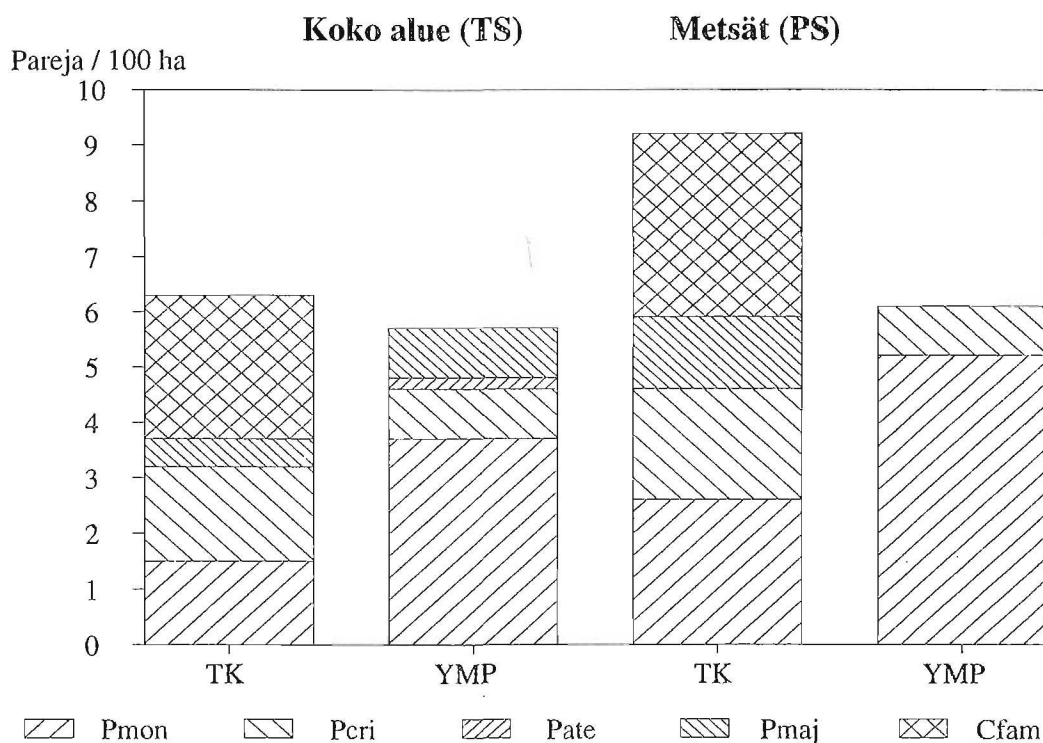 Koko alue (TS) Metsät (PS)
Pareja / 100 ha
10
9
8
7
6
5
4
3
2
1
0
TK YMP TK YMP
Pmon Pcri Pate Pmaj Cfam